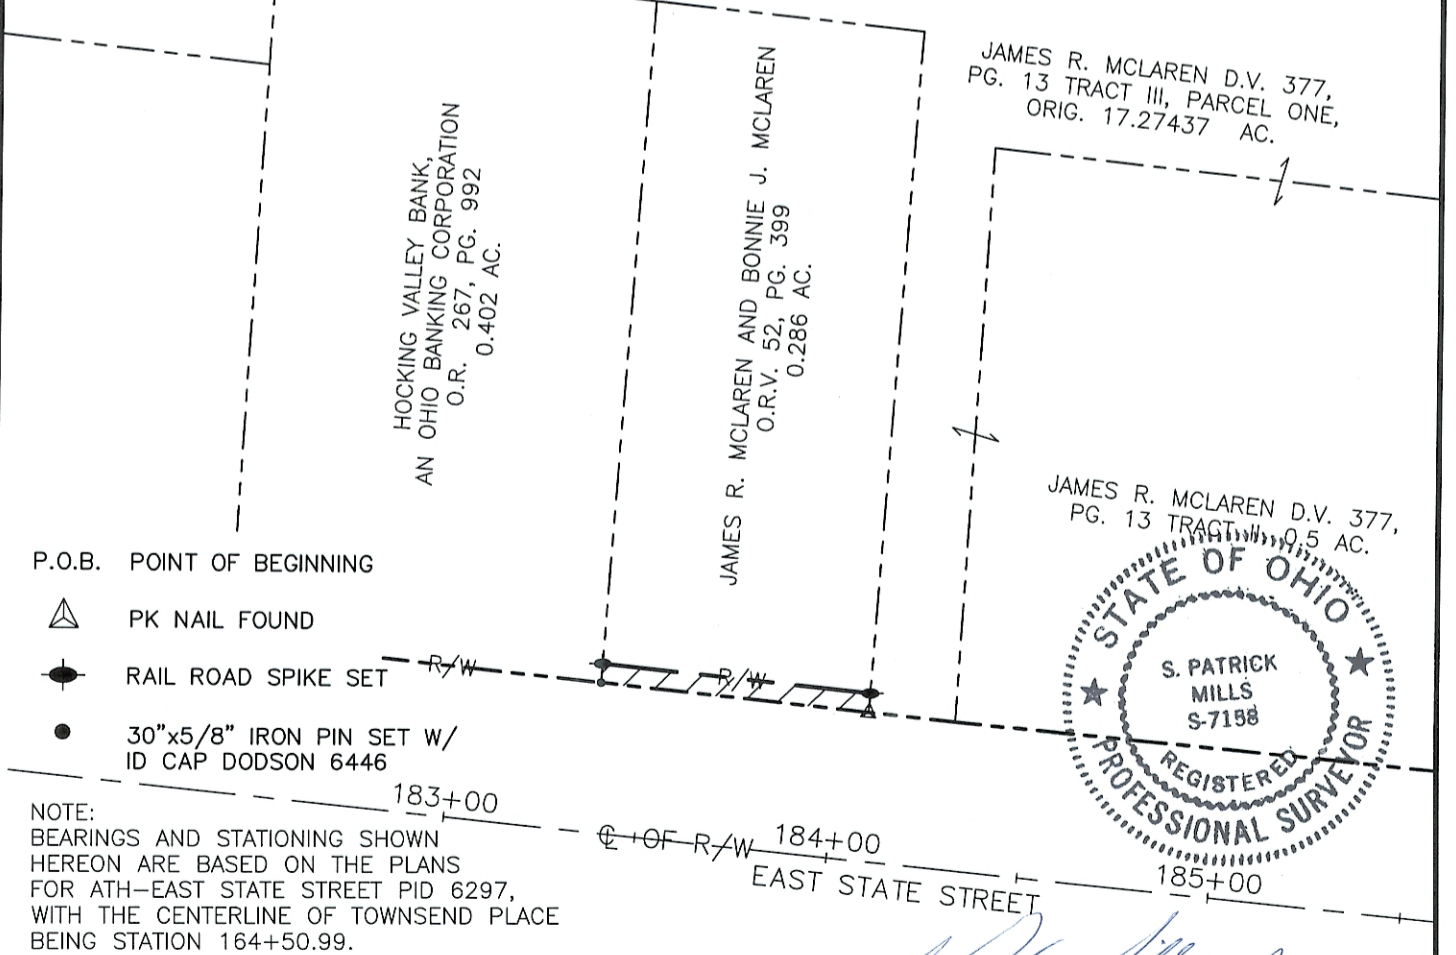 JAMES R. MCLAREN D.V. 377,
PG. 13 TRACT III, PARCEL ONE,
ORIG. 17.27437 AC.
HOCKING VALLEY BANK,
AN OHIO BANKING CORPORATION
O.R. 267, PG. 992
0.402 AC.
JAMES R. MCLAREN AND BONNIE J. MCLAREN
O.R.V. 52, PG. 399
0.286 AC.
JAMES R. MCLAREN D.V. 377,
PG. 13 TRACT 0.5 AC.
P.O.B. POINT OF BEGINNING
PK NAIL FOUND
RAIL ROAD SPIKE SET
30"x5/8" IRON PIN SET W/
ID CAP DODSON 6446
R/W
R/W
STATE OF OHIO
S. PATRICK
MILLS
S-7198
REGISTERED
PROFESSIONAL SURVEYOR
183+00
℄ OF R/W
184+00
185+00
EAST STATE STREET
NOTE:
BEARINGS AND STATIONING SHOWN
HEREON ARE BASED ON THE PLANS
FOR ATH-EAST STATE STREET PID 6297,
WITH THE CENTERLINE OF TOWNSEND PLACE
BEING STATION 164+50.99.